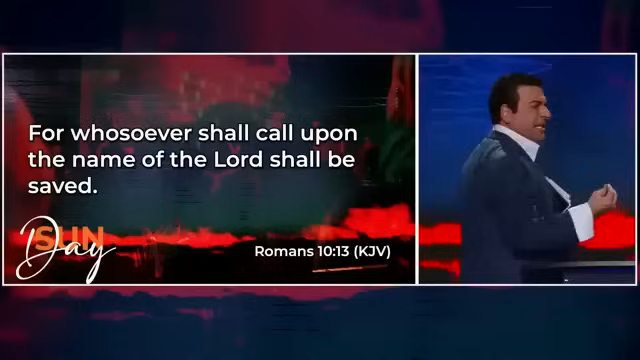 For whosoever shall call upon
the name of the Lord shall be
saved.
SUN
Day
Romans 10:13 (KJV)